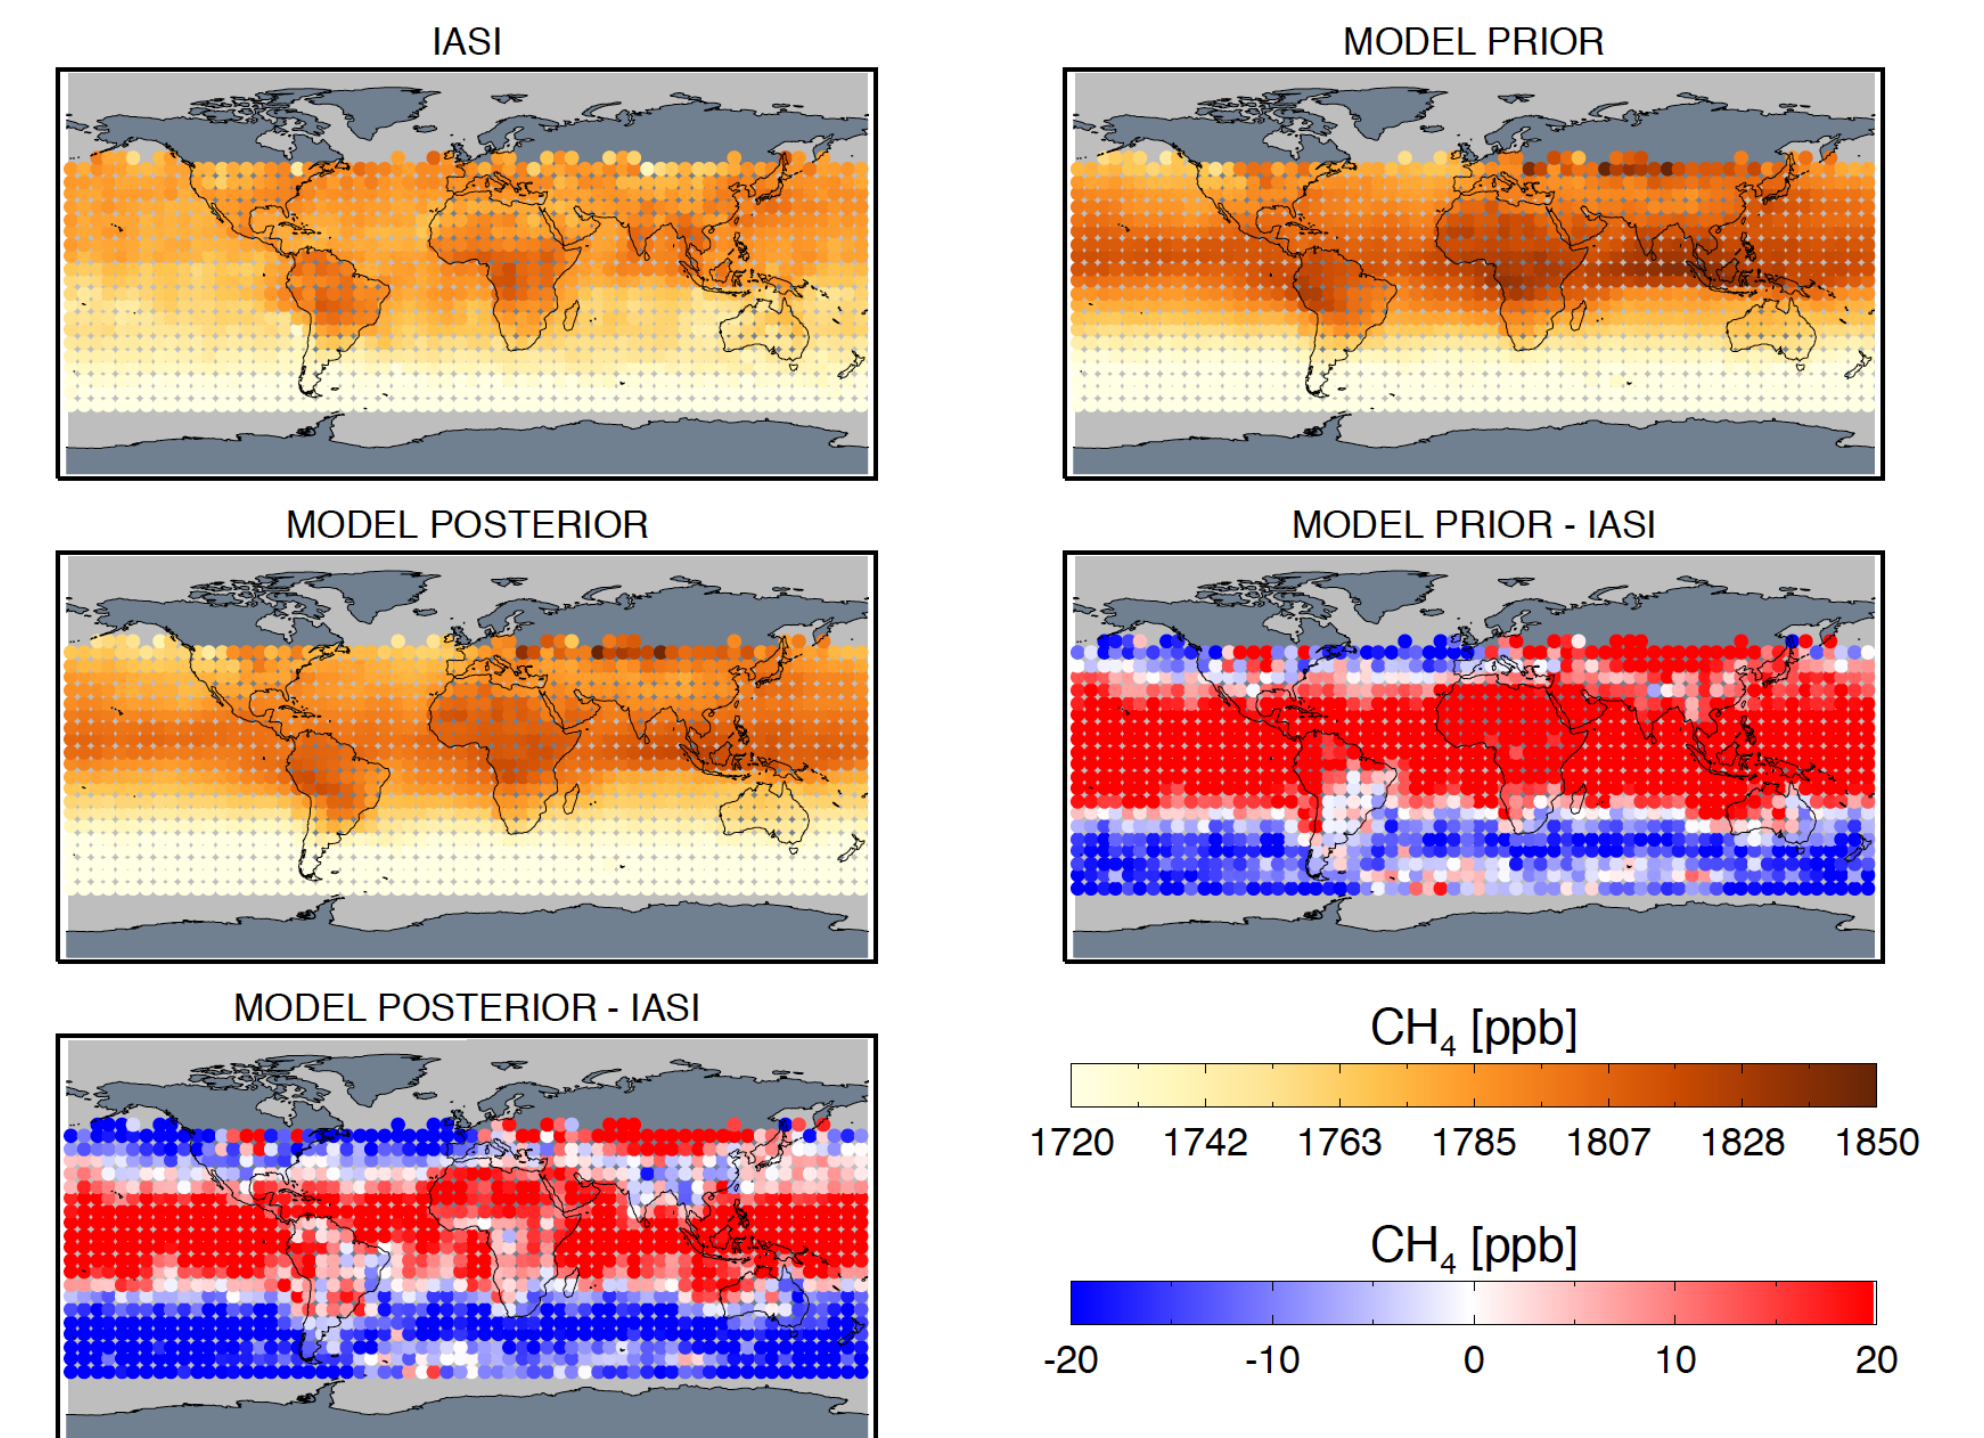 IASI
MODEL PRIOR
MODEL POSTERIOR
MODEL PRIOR - IASI
MODEL POSTERIOR - IASI
CH₄ [ppb]
1720 1742 1763 1785 1807 1828 1850
CH₄ [ppb]
-20 -10 0 10 20